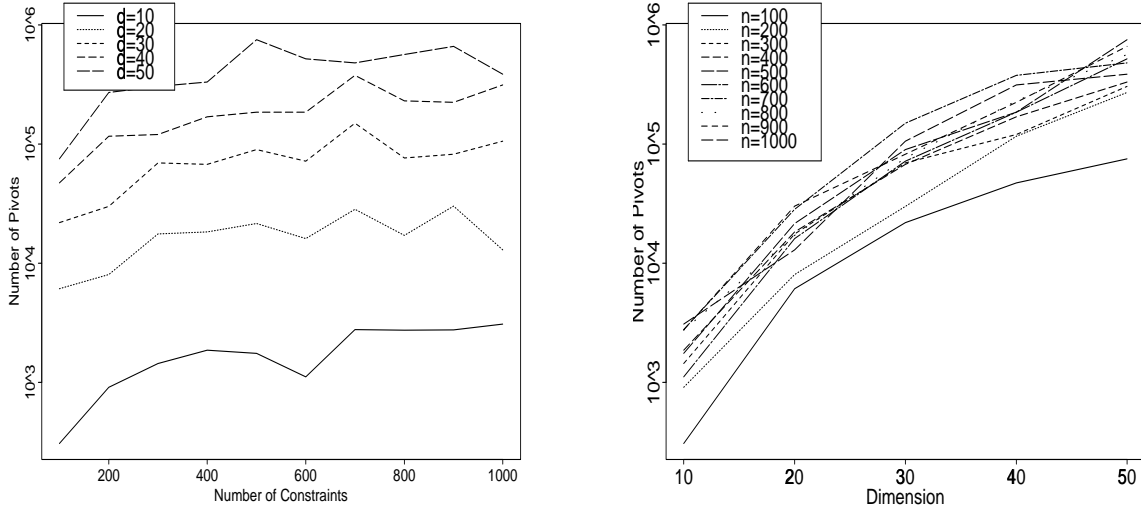 d=10
d=20
d=30
d=40
d=50
10^6
10^5
10^4
10^3
Number of Pivots
200 400 600 800 1000
Number of Constraints
n=100
n=200
n=300
n=400
n=500
n=600
n=700
n=800
n=900
n=1000
10^6
10^5
10^4
10^3
Number of Pivots
10 20 30 40 50
Dimension